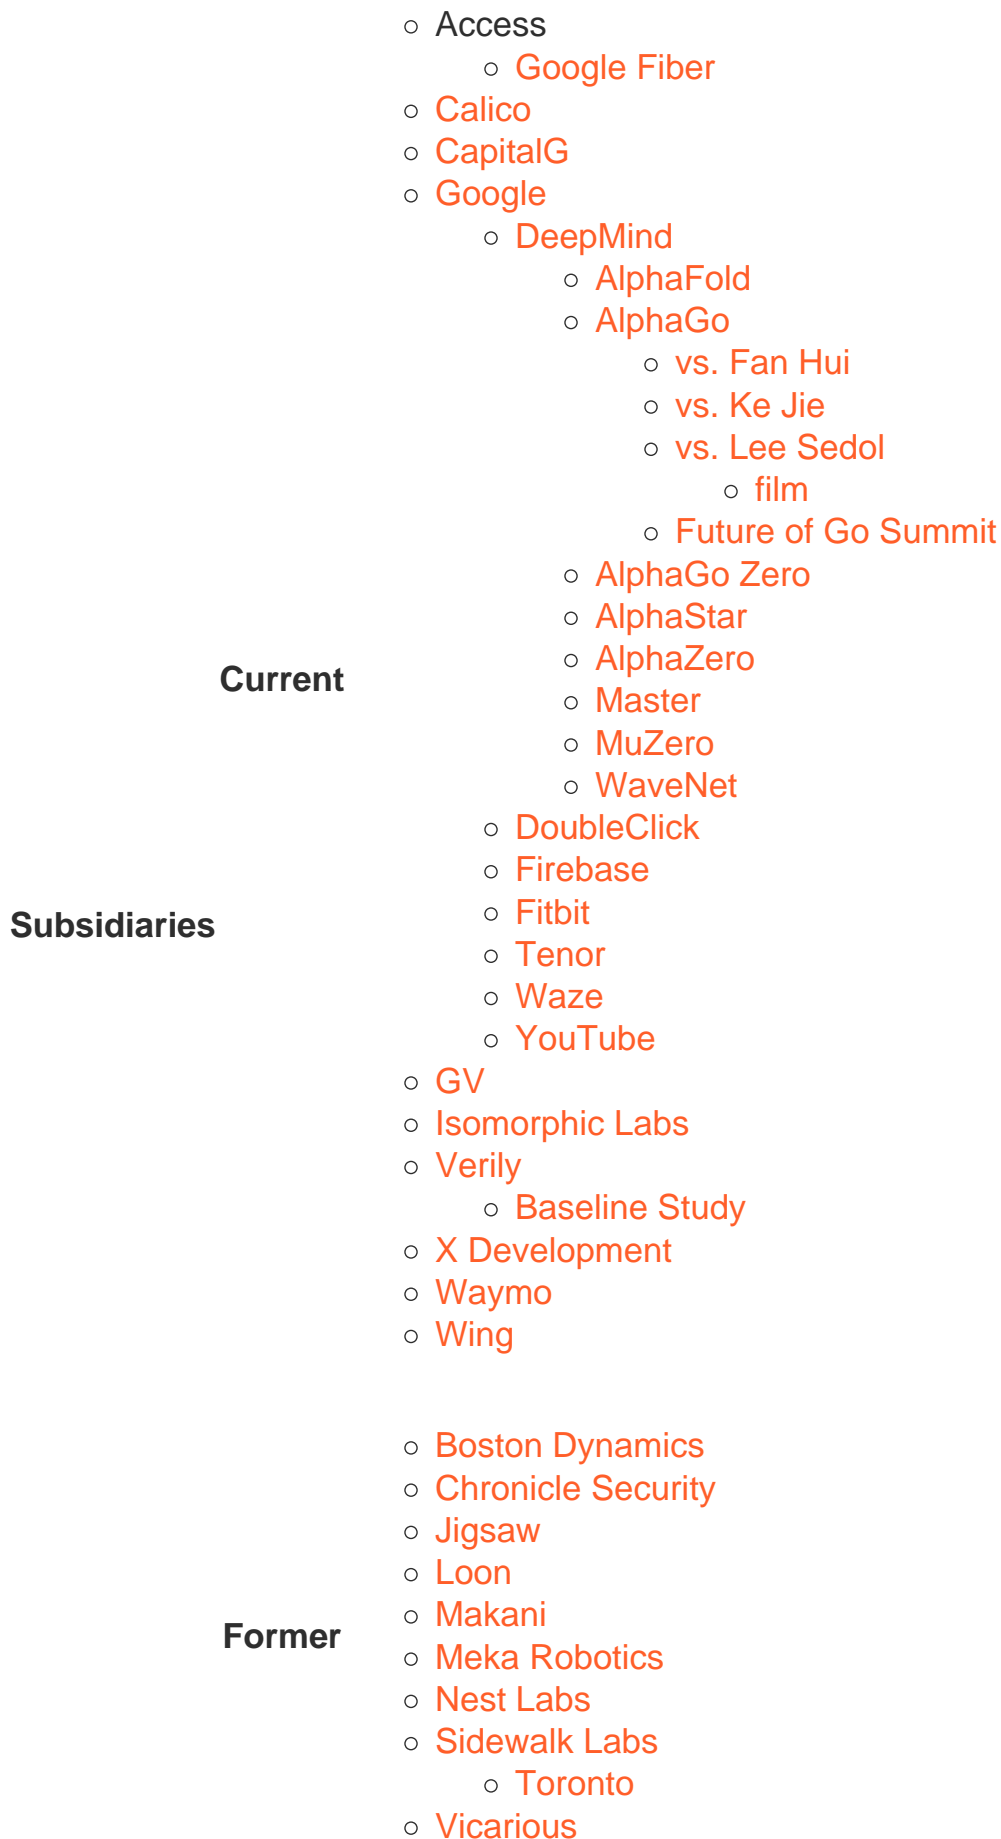 Subsidiaries
Current
Access
Google Fiber
Calico
CapitalG
Google
DeepMind
AlphaFold
AlphaGo
vs. Fan Hui
vs. Ke Jie
vs. Lee Sedol
film
Future of Go Summit
AlphaGo Zero
AlphaStar
AlphaZero
Master
MuZero
WaveNet
DoubleClick
Firebase
Fitbit
Tenor
Waze
YouTube
GV
Isomorphic Labs
Verily
Baseline Study
X Development
Waymo
Wing
Former
Boston Dynamics
Chronicle Security
Jigsaw
Loon
Makani
Meka Robotics
Nest Labs
Sidewalk Labs
Toronto
Vicarious